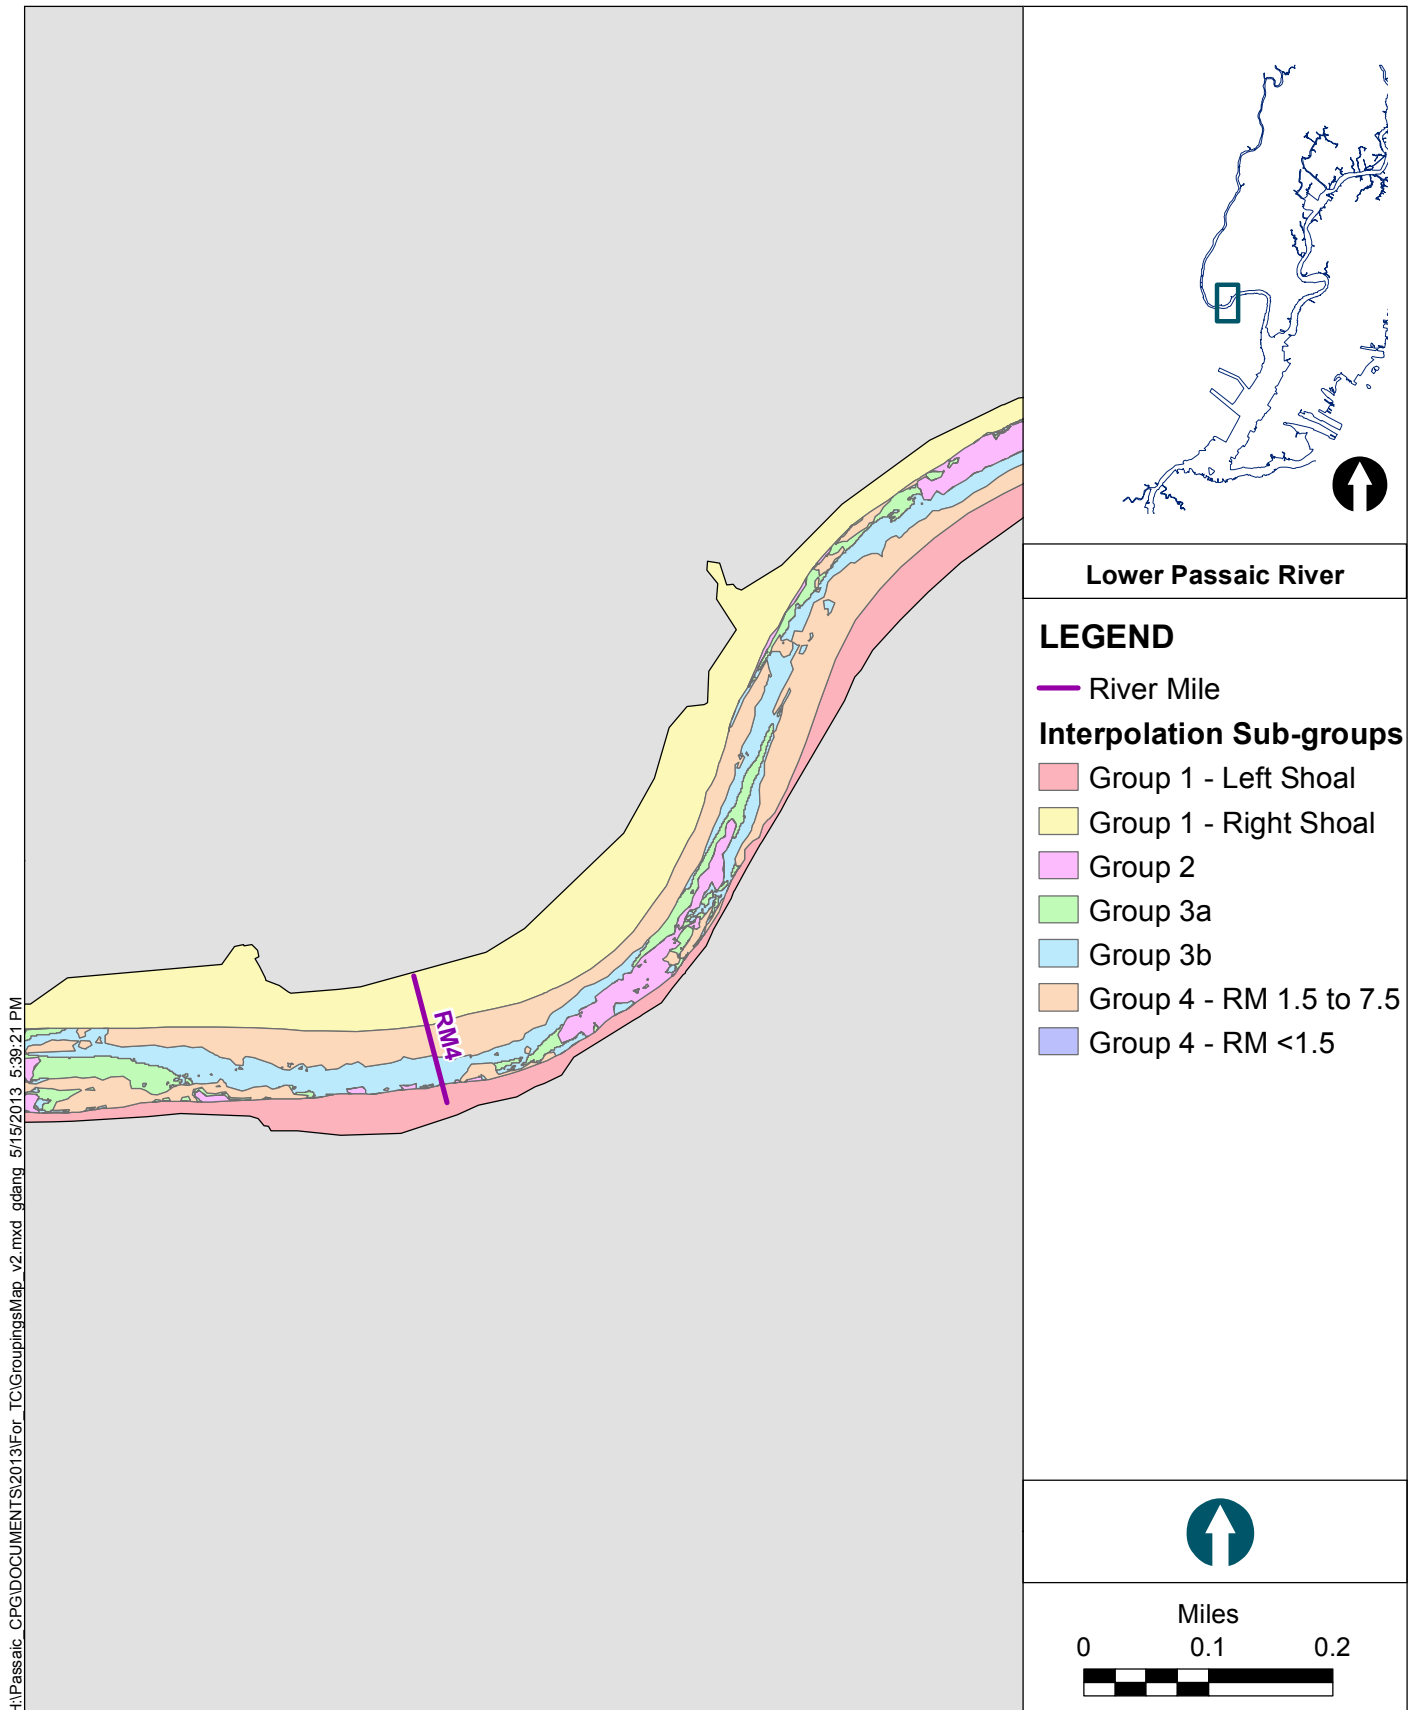 Lower Passaic River
LEGEND
River Mile
Interpolation Sub-groups
Group 1 - Left Shoal
Group 1 - Right Shoal
Group 2
Group 3a
Group 3b
Group 4 - RM 1.5 to 7.5
Group 4 - RM <1.5
Miles
0 0.1 0.2
RM4
H:\Passaic_CPG\DOCUMENTS\2013\For_TC\GroupingsMap_v2.mxd gdang 5/15/2013 5:39:21 PM